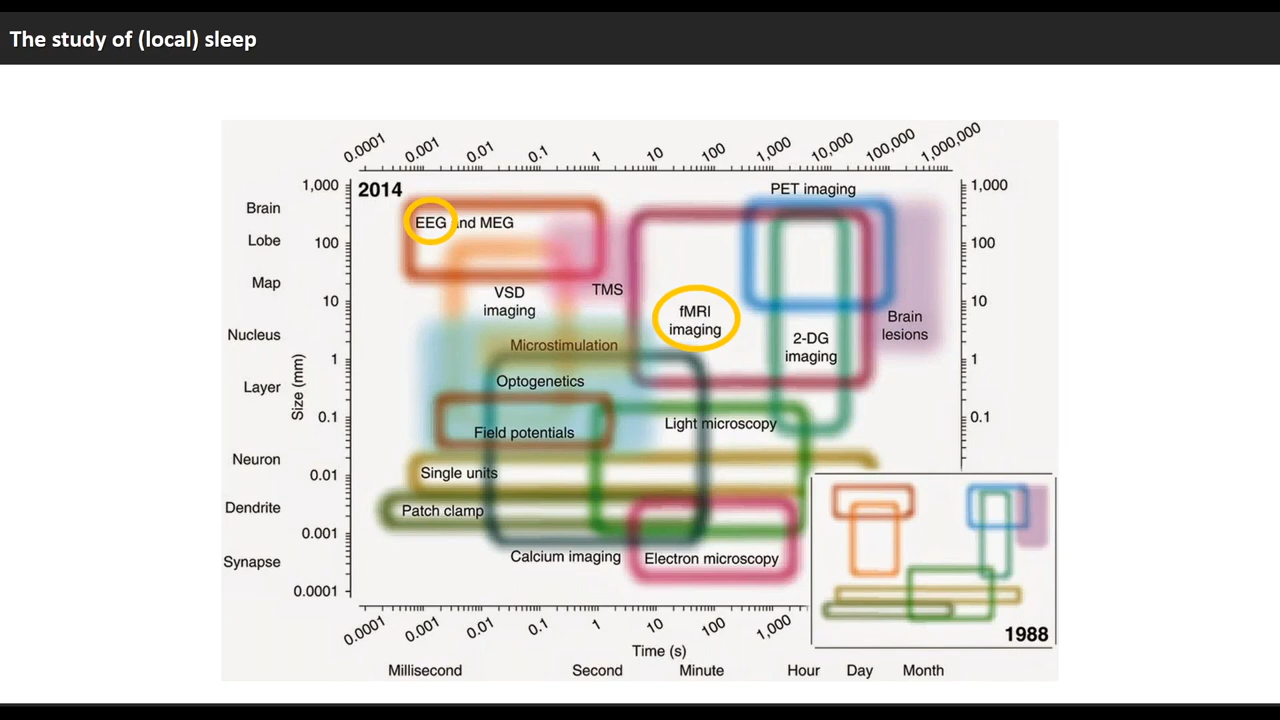 The study of (local) sleep
0.0001 0.001 0.01 0.1 1 10 100 1,000 10,000 100,000 1,000,000
2014
PET imaging
1,000 1,000
Brain
EEG and MEG
Lobe
100 100
Map
TMS
VSD
imaging
10 10
fMRI
imaging
Brain
lesions
Nucleus
2-DG
imaging
Microstimulation
1 1
Size (mm)
Layer
Optogenetics
0.1 0.1
Light microscopy
Field potentials
Neuron
0.01
Single units
Dendrite
Patch clamp
0.001
Synapse
Calcium imaging
Electron microscopy
0.0001
0.0001 0.001 0.01 0.1 1 10 100 1,000
1988
Time (s)
Millisecond Second Minute Hour Day Month